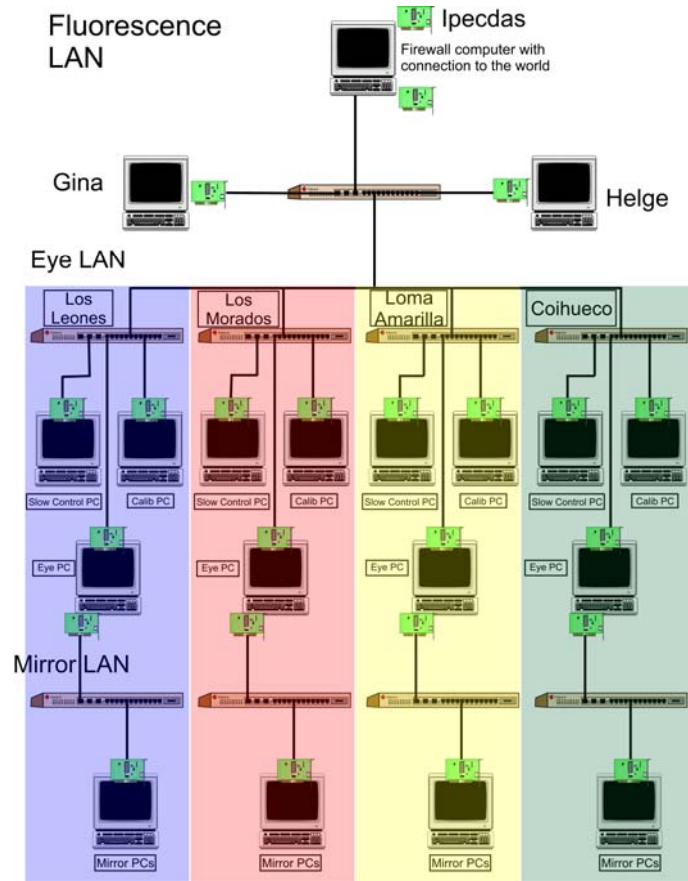 Fluorescence
LAN
Ipecdas
Firewall computer with
connection to the world
Gina
Helge
Eye LAN
Los
Leones
Los
Morados
Loma
Amarilla
Coihueco
Slow Control PC
Calib PC
Slow Control PC
Calib PC
Slow Control PC
Calib PC
Slow Control PC
Calib PC
Eye PC
Eye PC
Eye PC
Eye PC
Mirror LAN
Mirror PCs
Mirror PCs
Mirror PCs
Mirror PCs